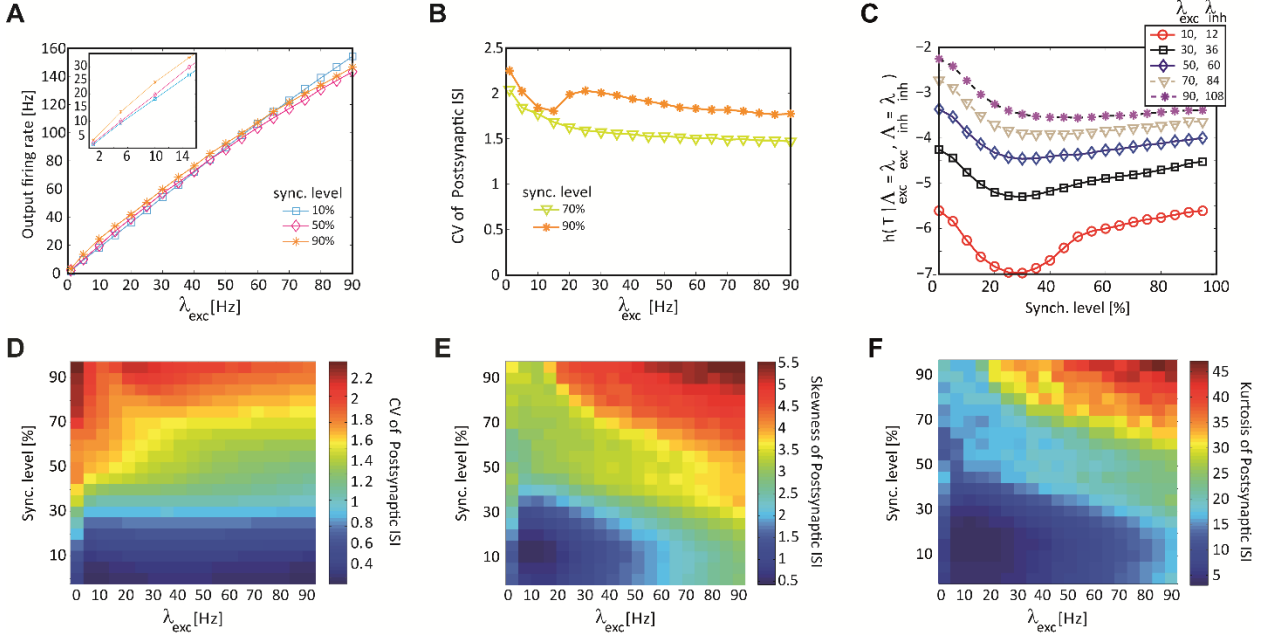 A
Output firing rate [Hz]
160
140
120
100
80
60
40
20
0
30
25
20
15
10
5
2 6 10 14
sync. level
10%
50%
90%
0 10 20 30 40 50 60 70 80 90
λexc [Hz]
B
CV of Postsynaptic ISI
2.5
2
1.5
1
0.5
0
sync. level
70%
90%
0 10 20 30 40 50 60 70 80 90
λexc [Hz]
C
λexc λinh
10, 12
30, 36
50, 60
70, 84
90, 108
h( T | Λ = λexc , Λ = λinh )
-2
-3
-4
-5
-6
-7
0 20 40 60 80 100
Synch. level [%]
D
Sync. level [%]
90
70
50
30
10
0 10 20 30 40 50 60 70 80 90
λexc [Hz]
2.2
2
1.8
1.6
1.4
1.2
1
0.8
0.6
0.4
CV of Postsynaptic ISI
E
Sync. level [%]
90
70
50
30
10
0 10 20 30 40 50 60 70 80 90
λexc [Hz]
5.5
5
4.5
4
3.5
3
2.5
2
1.5
1
0.5
Skewness of Postsynaptic ISI
F
Sync. level [%]
90
70
50
30
10
0 10 20 30 40 50 60 70 80 90
λexc [Hz]
45
40
35
30
25
20
15
10
5
Kurtosis of Postsynaptic ISI